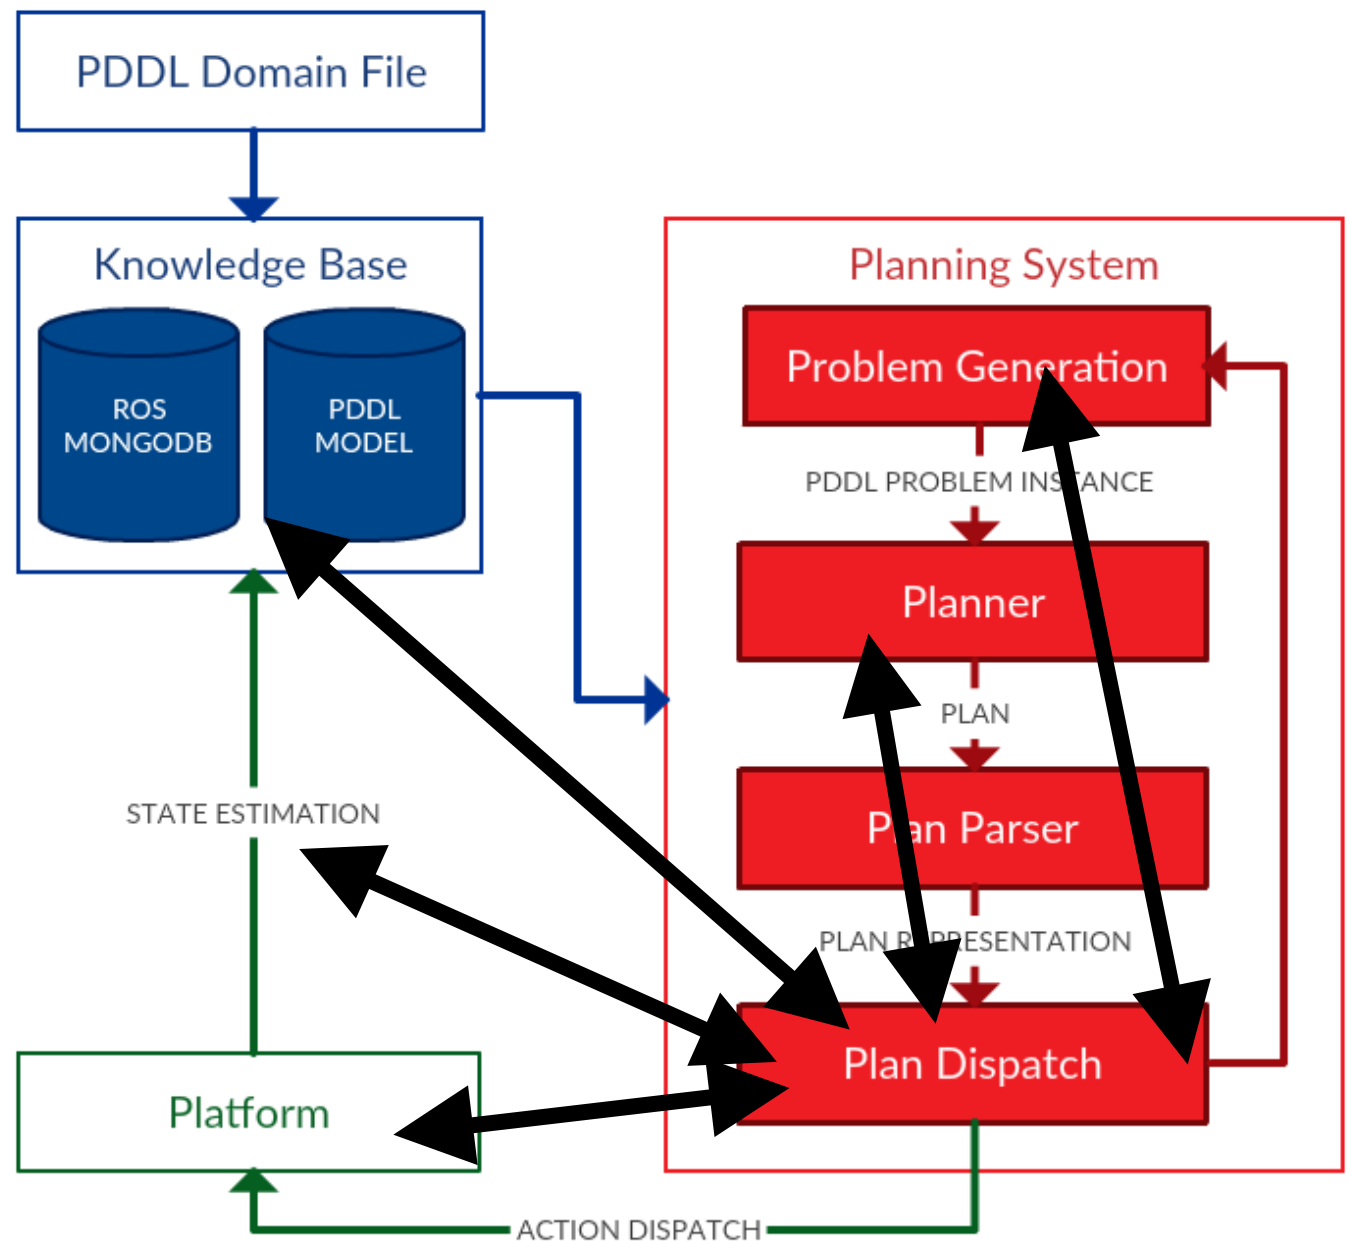 PDDL Domain File
Knowledge Base
ROS
MONGODB
PDDL
MODEL
Planning System
Problem Generation
PDDL PROBLEM INSTANCE
Planner
PLAN
Plan Parser
PLAN REPRESENTATION
Plan Dispatch
STATE ESTIMATION
Platform
ACTION DISPATCH